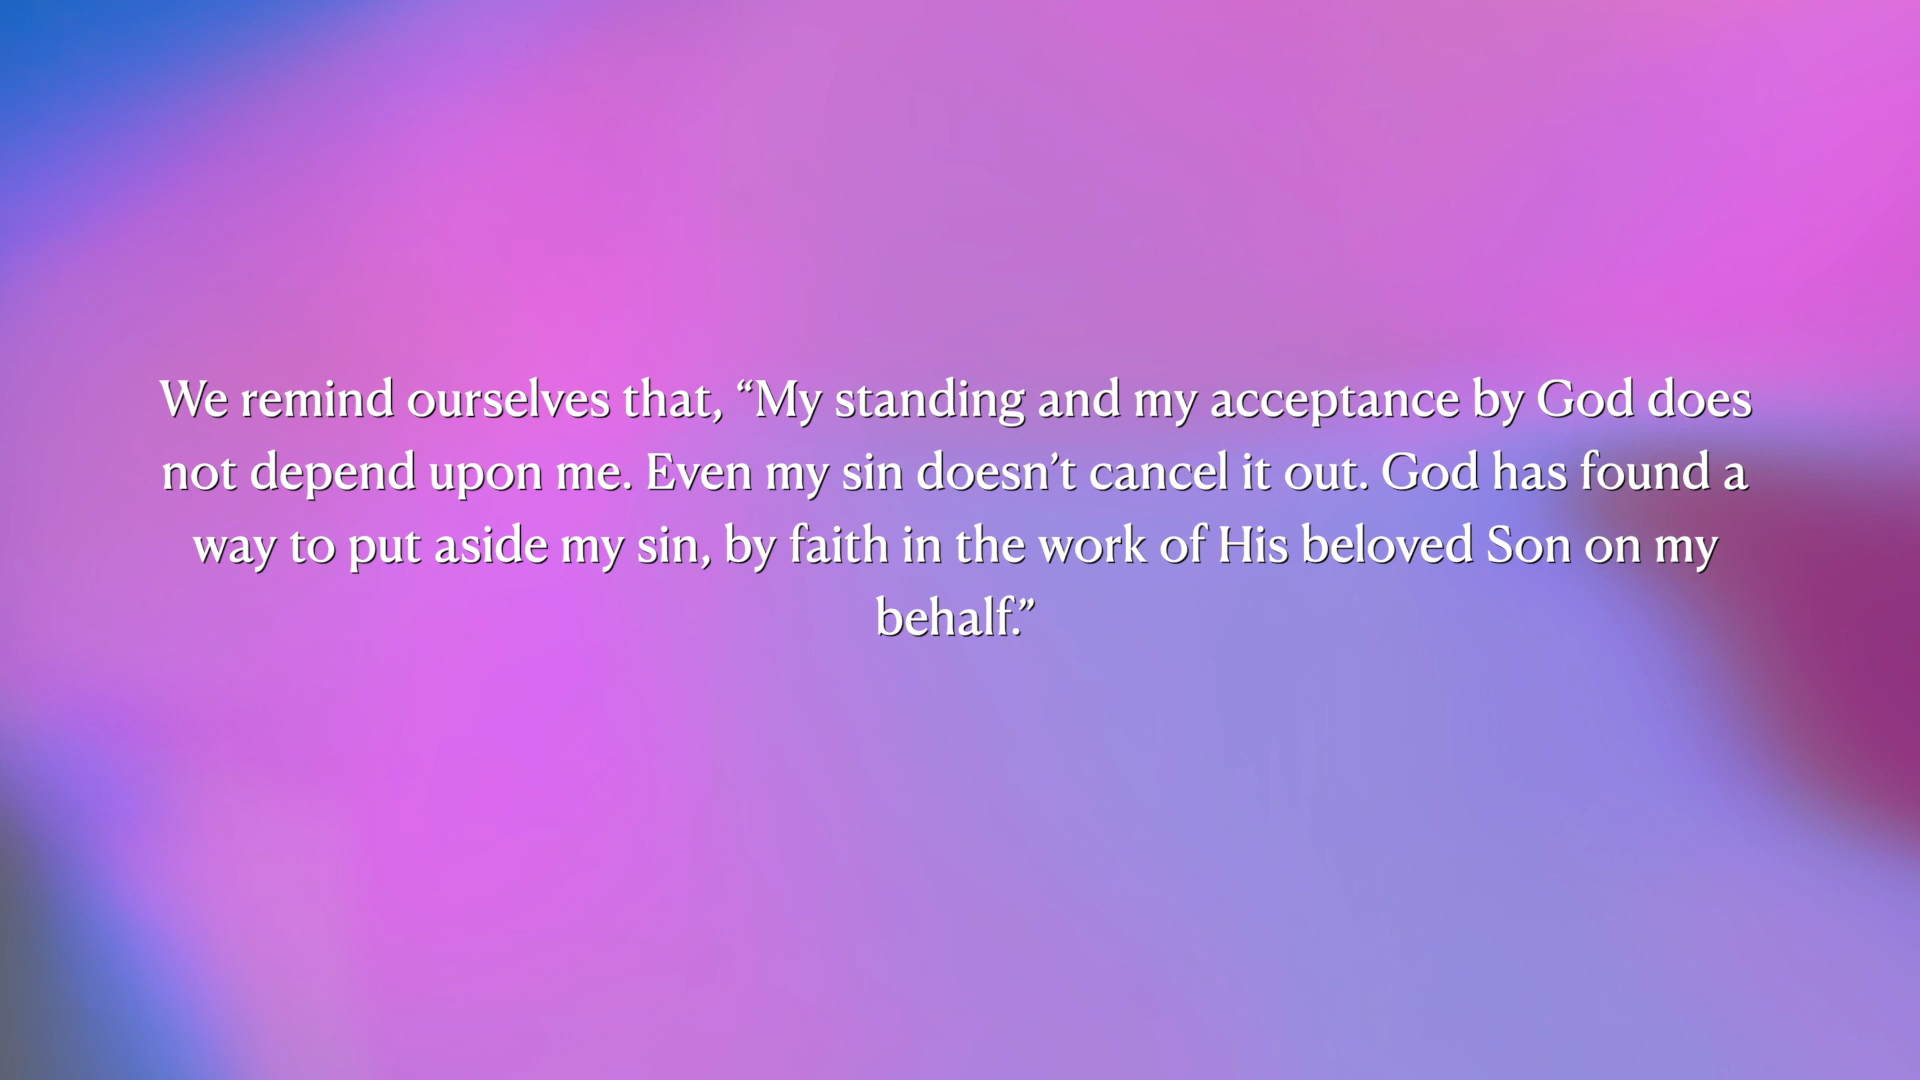 We remind ourselves that, “My standing and my acceptance by God does
not depend upon me. Even my sin doesn’t cancel it out. God has found a
way to put aside my sin, by faith in the work of His beloved Son on my
behalf.”